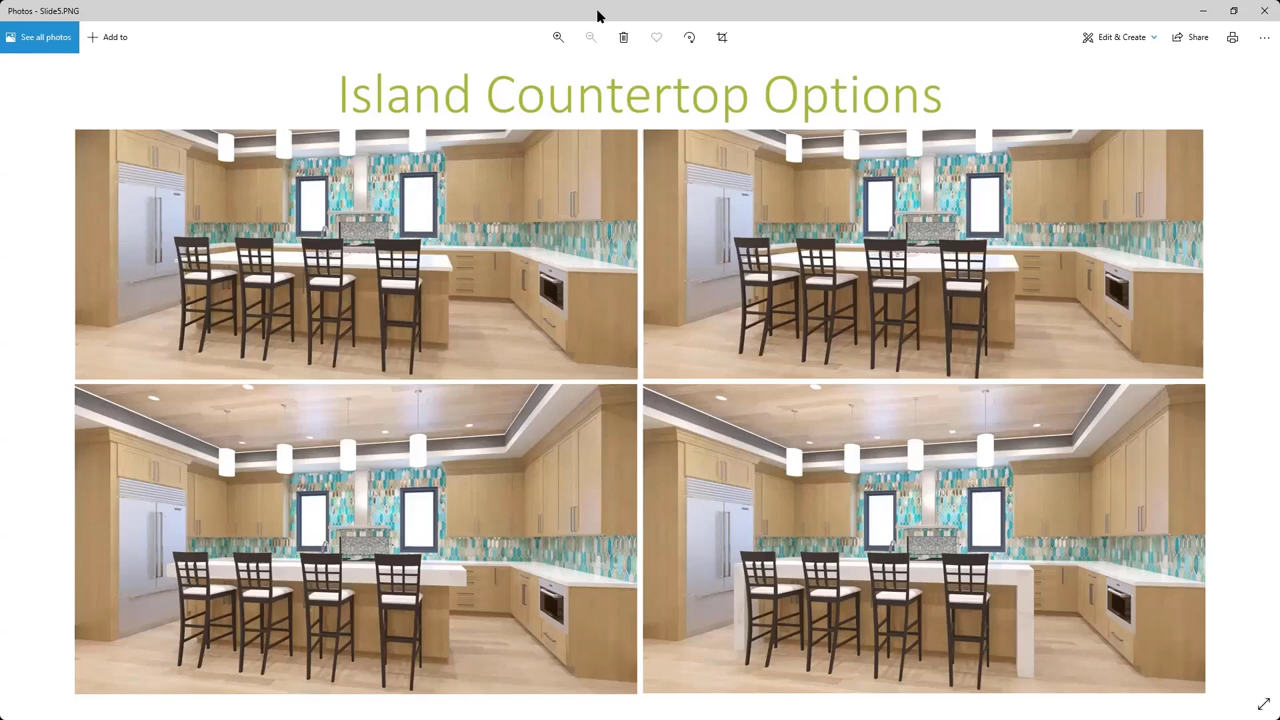 Photos - Slide5.PNG
See all photos
Add to
Edit & Create
Share
Island Countertop Options